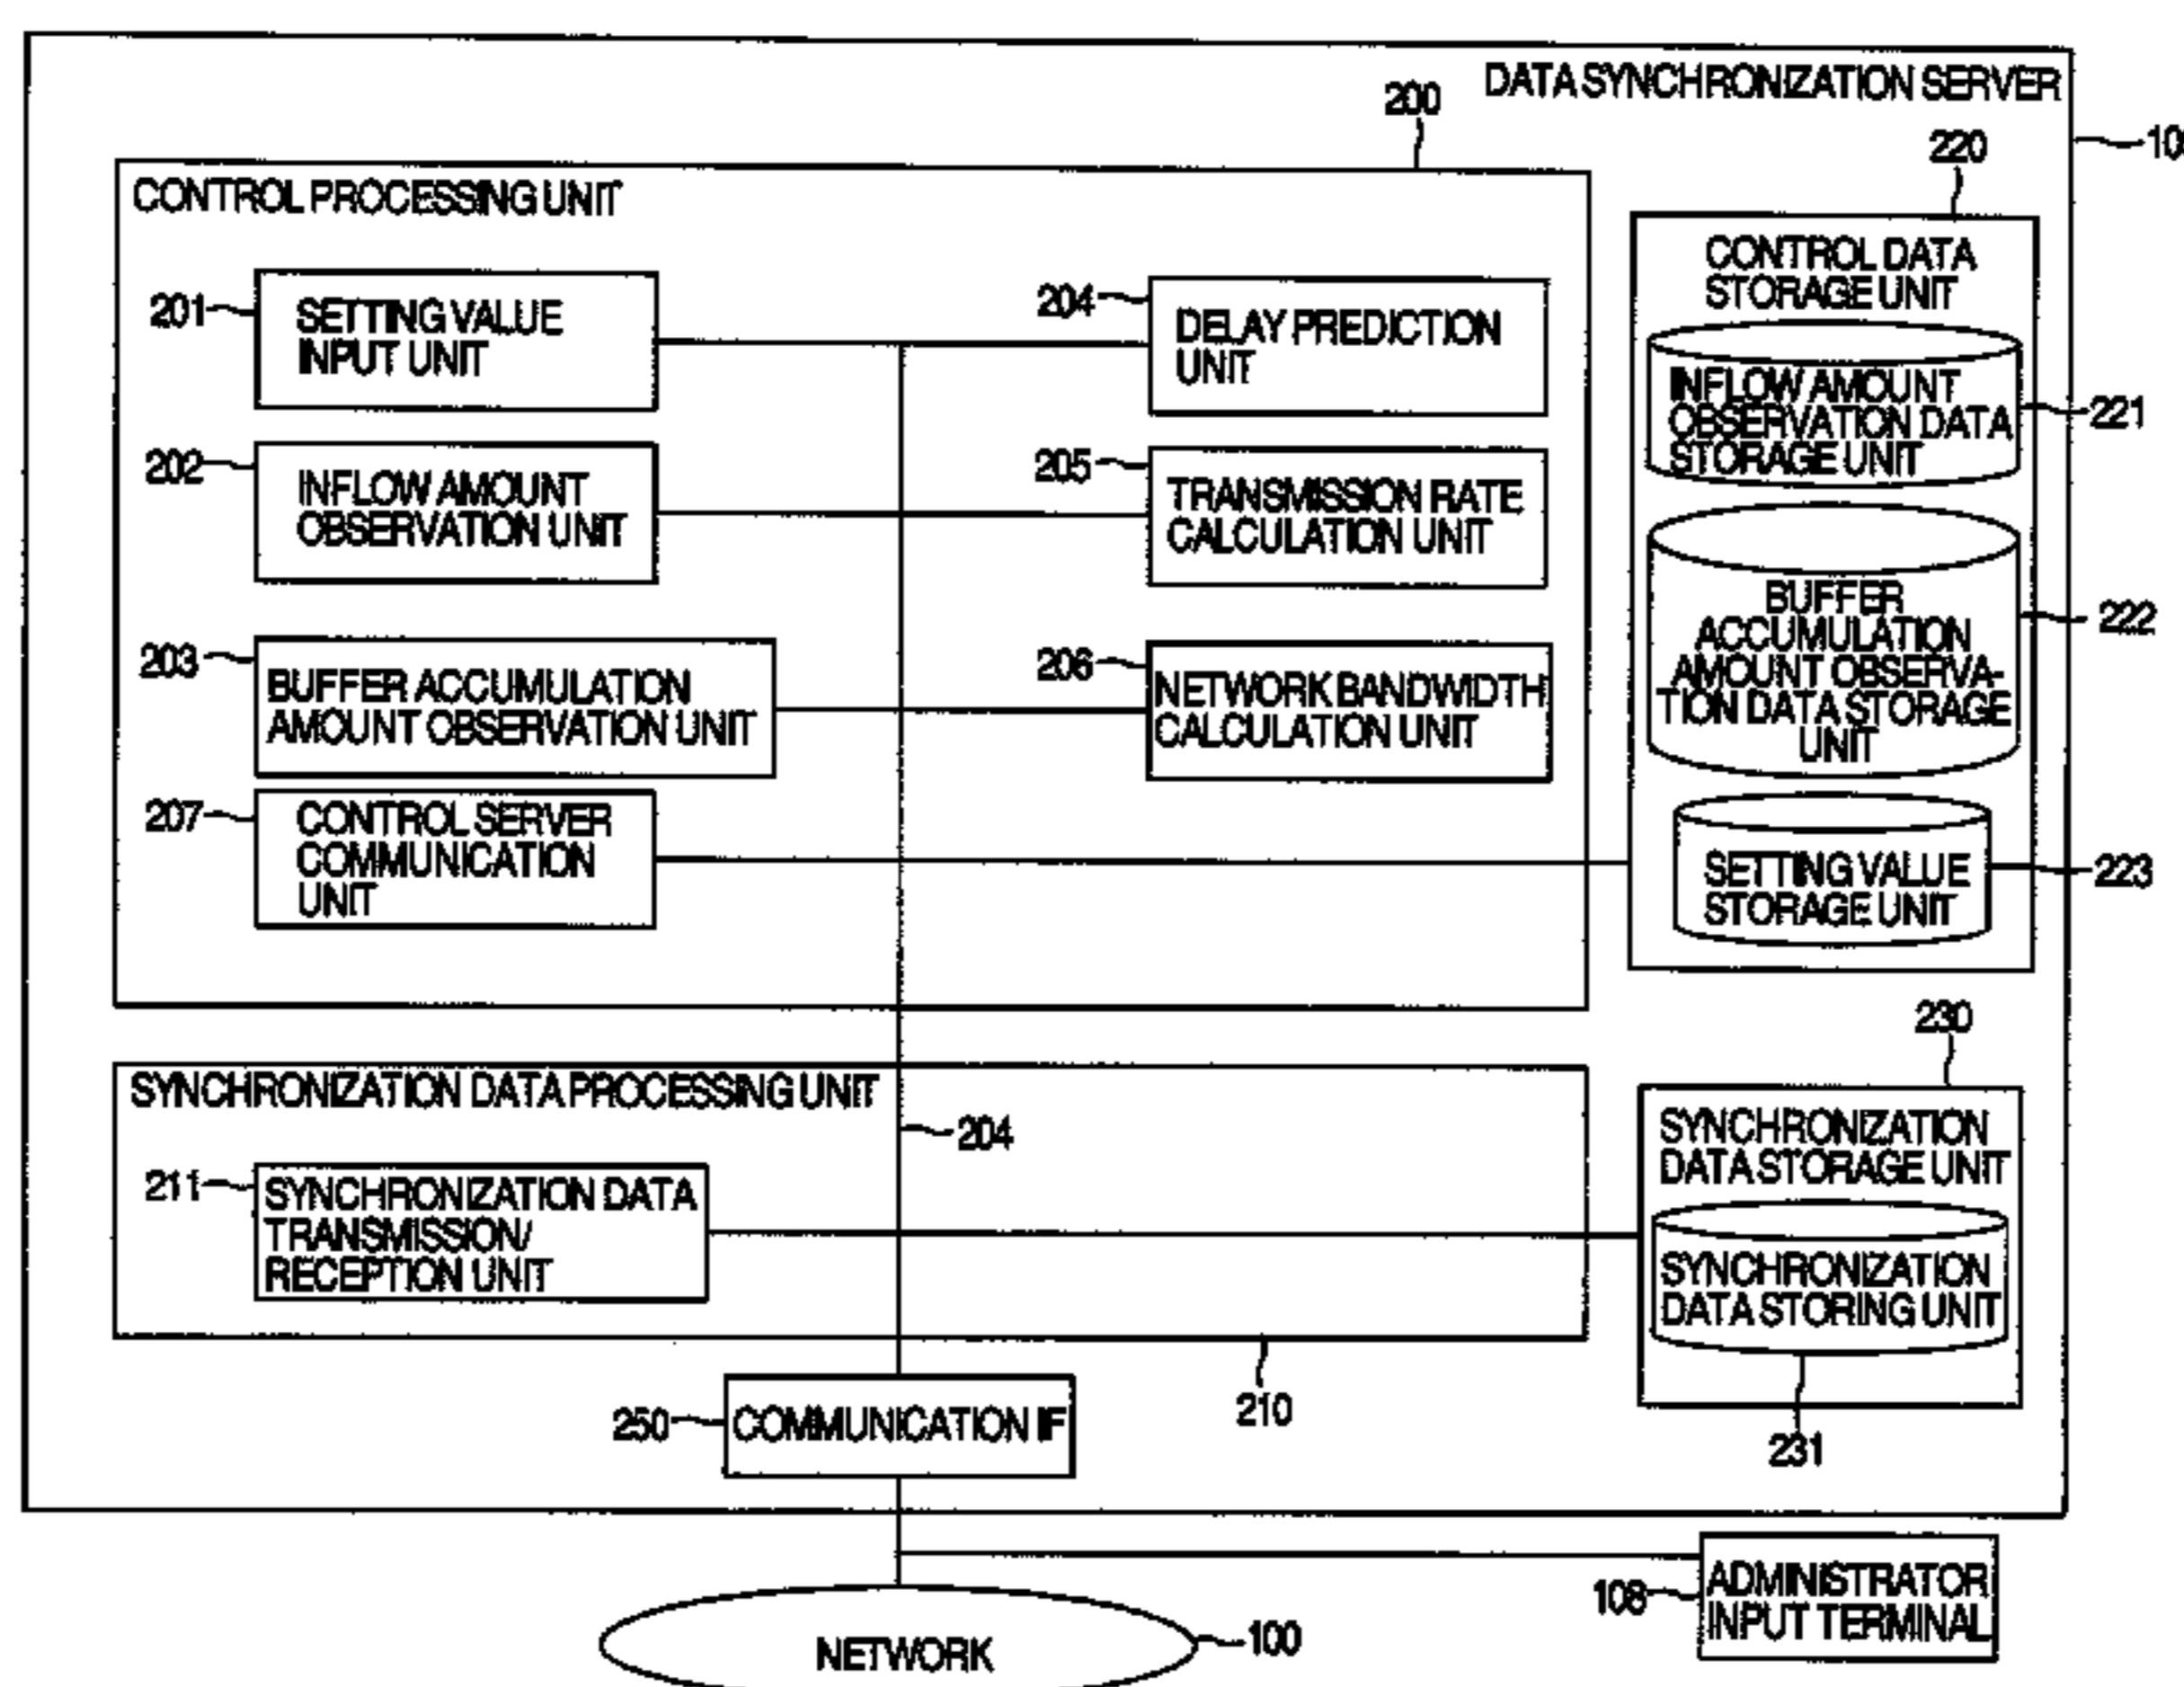 DATA SYNCHRONIZATION SERVER
200
220
CONTROL PROCESSING UNIT
201
SETTING VALUE
INPUT UNIT
204
DELAY PREDICTION
UNIT
202
INFLOW AMOUNT
OBSERVATION UNIT
205
TRANSMISSION RATE
CALCULATION UNIT
203
BUFFER ACCUMULATION
AMOUNT OBSERVATION UNIT
206
NETWORK BANDWIDTH
CALCULATION UNIT
207
CONTROL SERVER
COMMUNICATION
UNIT
CONTROL DATA
STORAGE UNIT
INFLOW AMOUNT
OBSERVATION DATA
STORAGE UNIT
221
BUFFER
ACCUMULATION
AMOUNT OBSERVA-
TION DATA STORAGE
UNIT
222
SETTING VALUE
STORAGE UNIT
223
SYNCHRONIZATION DATA PROCESSING UNIT
204
211
SYNCHRONIZATION DATA
TRANSMISSION/
RECEPTION UNIT
210
230
SYNCHRONIZATION
DATA STORAGE UNIT
SYNCHRONIZATION
DATA STORING UNIT
231
250
COMMUNICATION IF
NETWORK
100
108
ADMINISTRATOR
INPUT TERMINAL